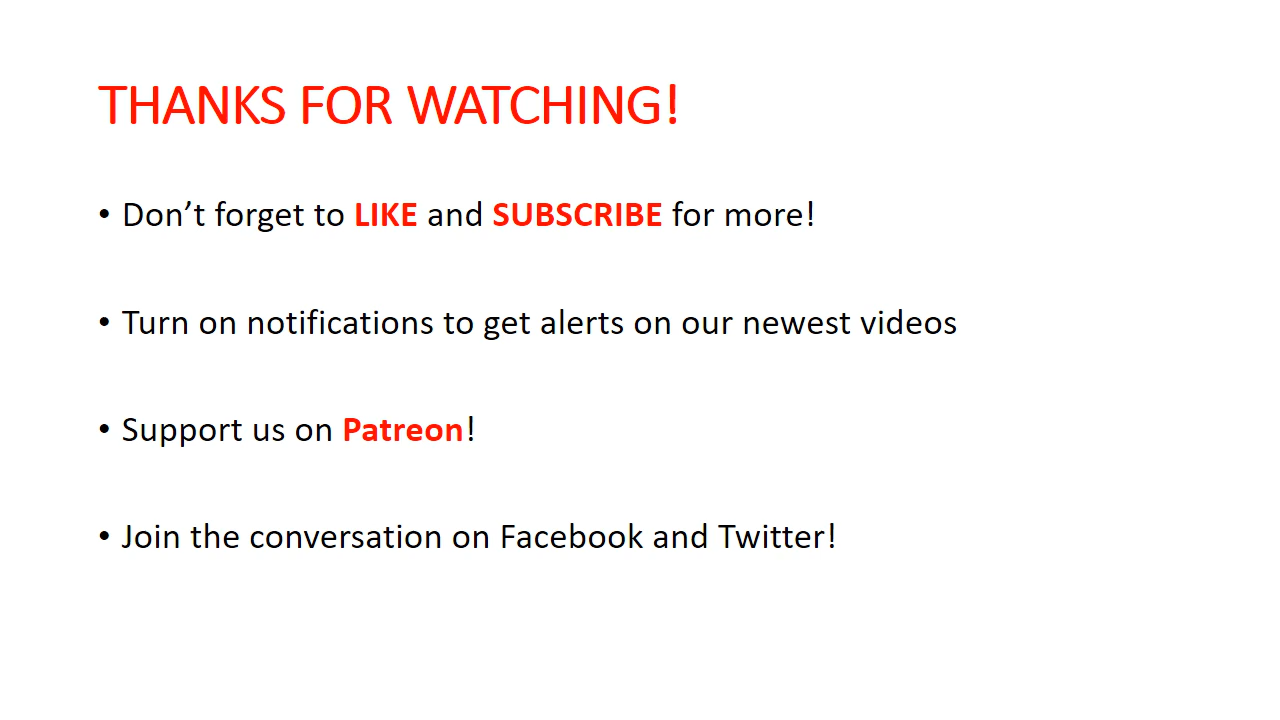 THANKS FOR WATCHING!
• Don’t forget to LIKE and SUBSCRIBE for more!
• Turn on notifications to get alerts on our newest videos
• Support us on Patreon!
• Join the conversation on Facebook and Twitter!